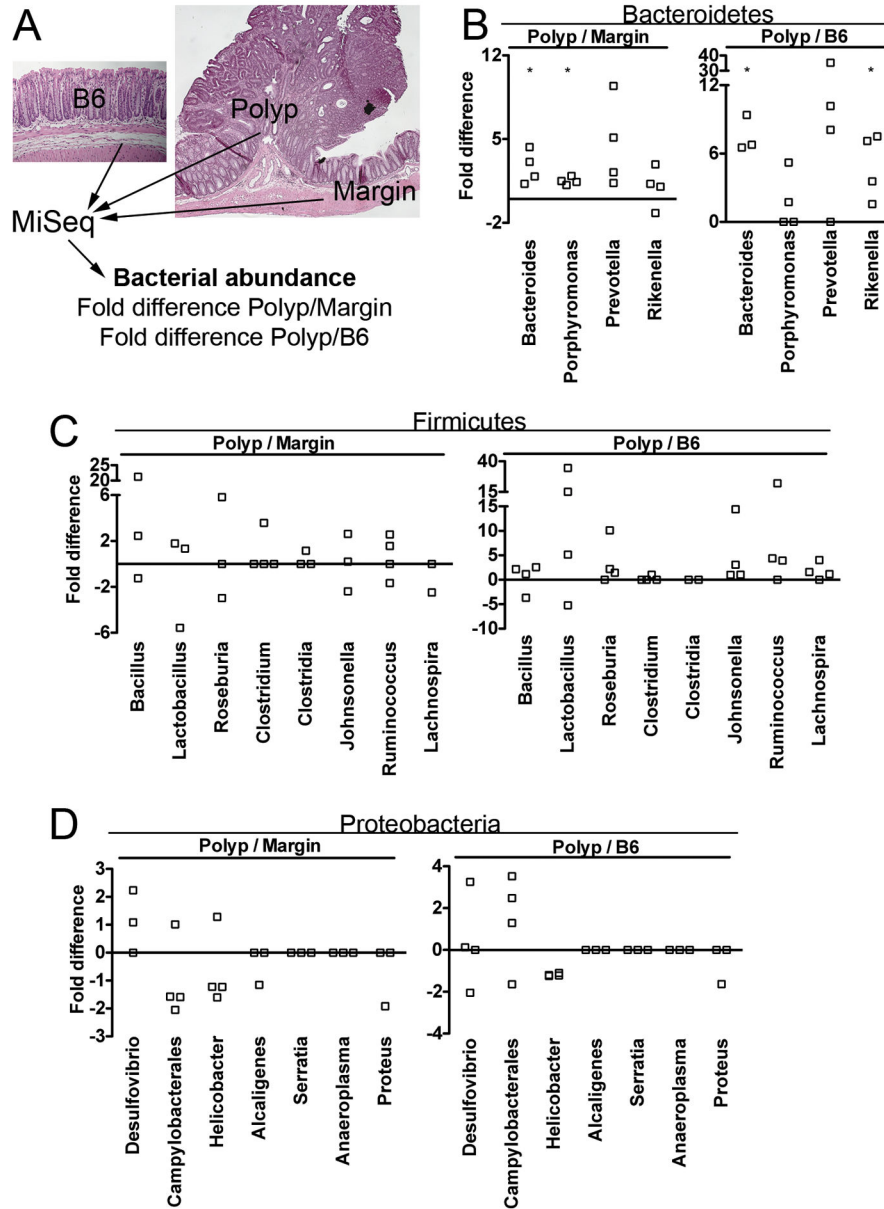 A
B6
Polyp
Margin
MiSeq
Bacterial abundance
Fold difference Polyp/Margin
Fold difference Polyp/B6
B
Bacteroidetes
Polyp / Margin
Polyp / B6
Fold difference
12
5
-2
* *
40
30
12
6
0
* *
Bacteroides
Porphyromonas
Prevotella
Rikenella
Bacteroides
Porphyromonas
Prevotella
Rikenella
C
Firmicutes
Polyp / Margin
Polyp / B6
Fold difference
25
20
6
2
-2
-6
40
15
15
10
5
0
-5
-10
Bacillus
Lactobacillus
Roseburia
Clostridium
Clostridia
Johnsonella
Ruminococcus
Lachnospira
Bacillus
Lactobacillus
Roseburia
Clostridium
Clostridia
Johnsonella
Ruminococcus
Lachnospira
D
Proteobacteria
Polyp / Margin
Polyp / B6
Fold difference
3
2
1
0
-1
-2
-3
4
2
0
-2
-4
Desulfovibrio
Campylobacterales
Helicobacter
Alcaligenes
Serratia
Anaeroplasma
Proteus
Desulfovibrio
Campylobacterales
Helicobacter
Alcaligenes
Serratia
Anaeroplasma
Proteus